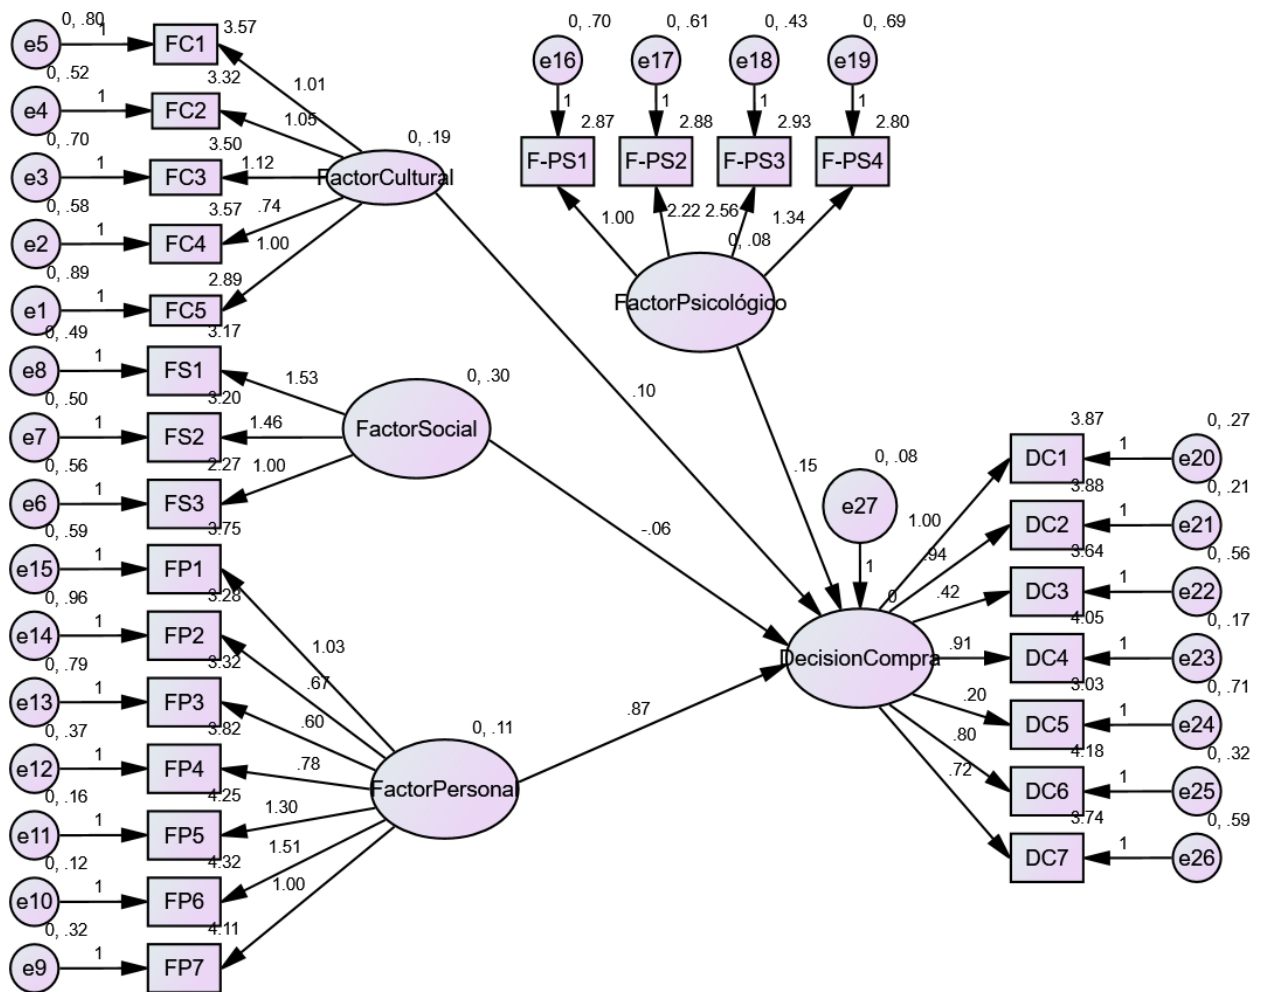 0, .80
e5
1
FC1
3.57
0, .52
e4
1
FC2
3.32
0, .70
e3
1
FC3
3.50
0, .58
e2
1
FC4
3.57
0, .89
e1
1
FC5
2.89
1.01
1.05
1.12
.74
1.00
FactorCultural
0, .19
0, .49
e8
1
FS1
3.17
0, .50
e7
1
FS2
3.20
0, .56
e6
1
FS3
2.27
1.53
1.46
1.00
FactorSocial
0, .30
0, .59
e15
1
FP1
3.75
0, .96
e14
1
FP2
3.28
0, .79
e13
1
FP3
3.32
0, .37
e12
1
FP4
3.82
0, .16
e11
1
FP5
4.25
0, .12
e10
1
FP6
4.32
0, .32
e9
1
FP7
4.11
1.03
.67
.60
.78
1.30
1.51
1.00
FactorPersonal
0, .11
0, .70
e16
1
F-PS1
2.87
0, .61
e17
1
F-PS2
2.88
0, .43
e18
1
F-PS3
2.93
0, .69
e19
1
F-PS4
2.80
1.00
2.22
2.56
1.34
0, .08
FactorPsicológico
.10
.15
-.06
.87
0, .08
e27
1
0
DecisionCompra
1.00
.94
.42
.91
.20
.80
.72
3.87
DC1
1
e20
0, .27
3.88
DC2
1
e21
0, .21
3.64
DC3
1
e22
0, .56
4.05
DC4
1
e23
0, .17
3.03
DC5
1
e24
0, .71
4.18
DC6
1
e25
0, .32
3.74
DC7
1
e26
0, .59